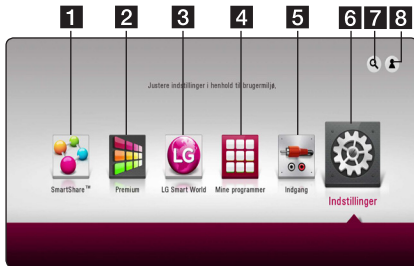 1 2 3 4 5 6 7 8
Justere indstillinger i henhold til brugermiljø.
LG
SmartShare™ Premium LG Smart World Mine programmer Indgang
Indstillinger